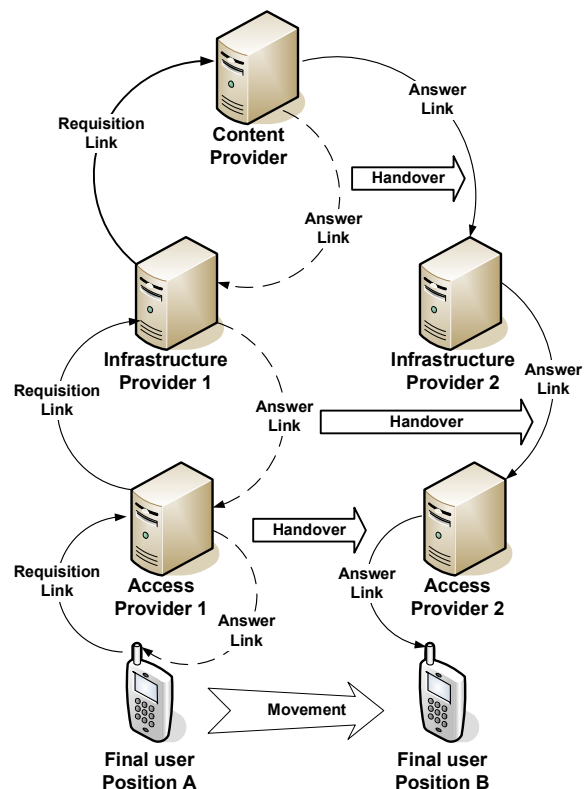 Requisition
Link
Content
Provider
Answer
Link
Handover
Answer
Link
Infrastructure
Provider 1
Infrastructure
Provider 2
Requisition
Link
Answer
Link
Answer
Link
Handover
Handover
Requisition
Link
Access
Provider 1
Answer
Link
Answer
Link
Access
Provider 2
Movement
Final user
Position A
Final user
Position B